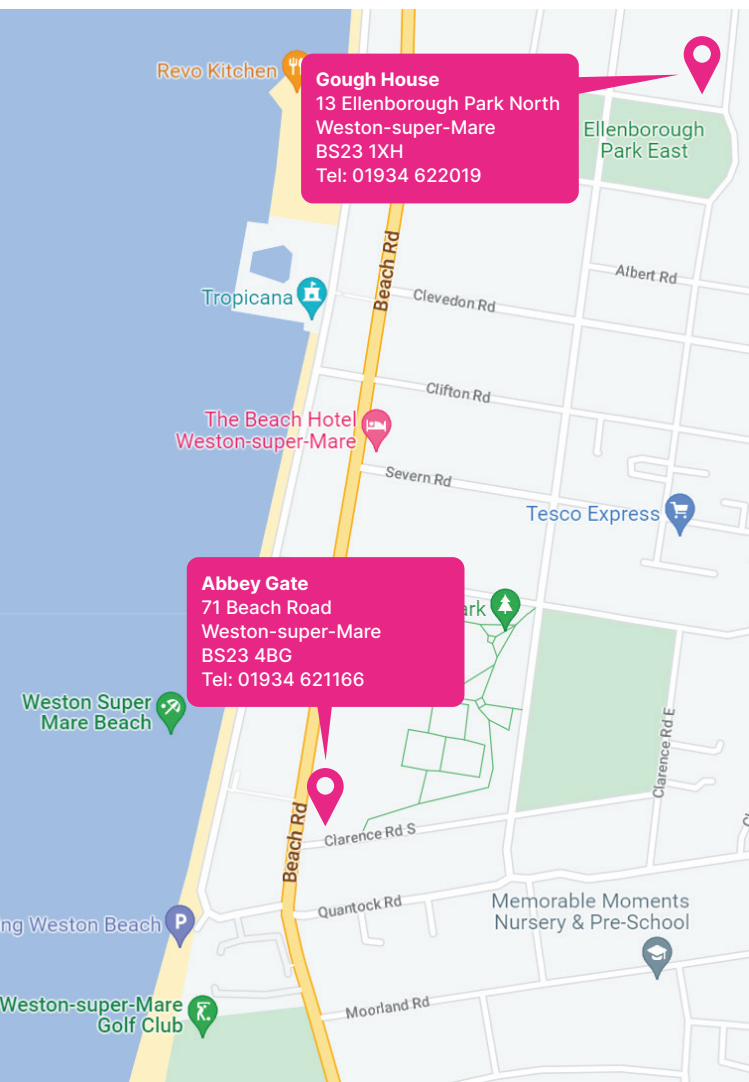 Revo Kitchen
Gough House
13 Ellenborough Park North
Weston-super-Mare
BS23 1XH
Tel: 01934 622019
Ellenborough
Park East
Beach Rd
Albert Rd
Tropicana
Clevedon Rd
Clifton Rd
The Beach Hotel
Weston-super-Mare
Severn Rd
Tesco Express
Abbey Gate
71 Beach Road
Weston-super-Mare
BS23 4BG
Tel: 01934 621166
ark
Weston Super
Mare Beach
Clarence Rd E
Beach Rd
Clarence Rd S
Quantock Rd
Memorable Moments
Nursery & Pre-School
ng Weston Beach
P
Weston-super-Mare
Golf Club
Moorland Rd